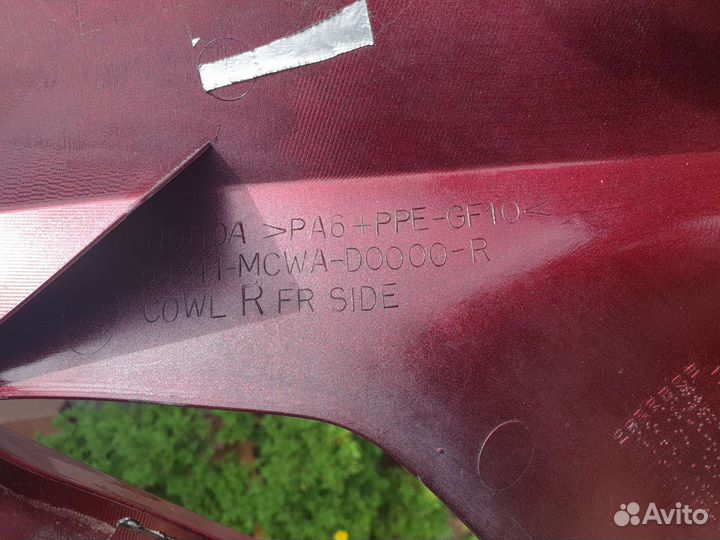 HONDA >PA6+PPE-GF10<
-MCWA-D0000-R
COWL R FR SIDE
Avito